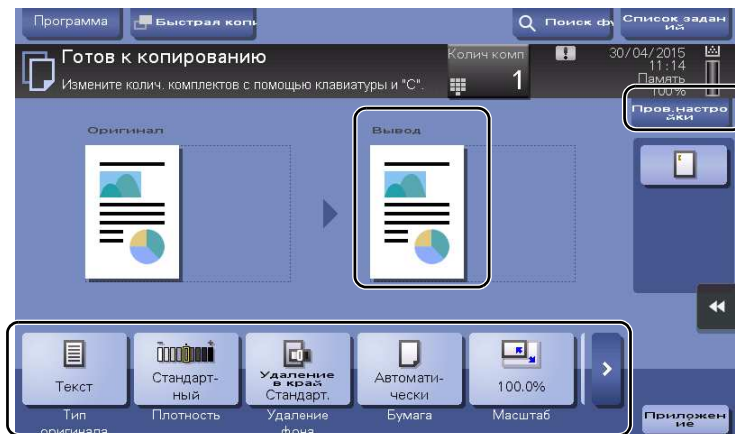 Программа
Быстрая копи
Поиск ф
Список задан
ий
Готов к копированию
Измените колич. комплектов с помощью клавиатуры и "С".
Колич комп
1
30/04/2015
11:14
Память
100%
Пров.настро
йки
Оригинал
Вывод
Текст
Тип
оригинала
Стандарт-
ный
Плотность
Удаление
в край
Стандарт.
Удаление
фона
Автомати-
чески
Бумага
100.0%
Масштаб
Приложен
ие